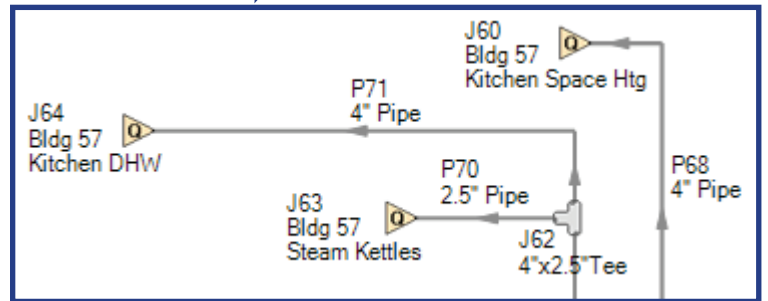 J60
Bldg 57
Kitchen Space Htg
Q
P71
4" Pipe
J64
Bldg 57
Kitchen DHW
Q
P70
2.5" Pipe
P68
4" Pipe
J63
Bldg 57
Steam Kettles
Q
J62
4"x2.5"Tee